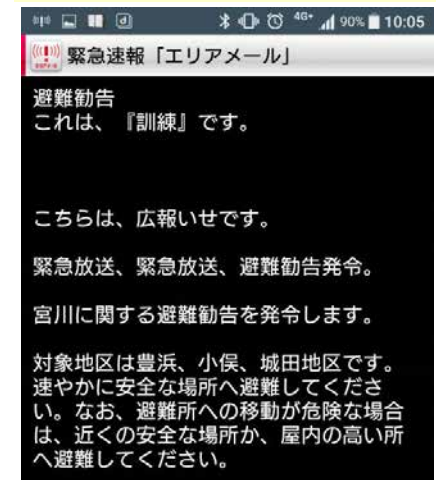 4G+ 90% 10:05
緊急速報「エリアメール」
避難勧告
これは、『訓練』です。
こちらは、広報いせです。
緊急放送、緊急放送、避難勧告発令。
宮川に関する避難勧告を発令します。
対象地区は豊浜、小俣、城田地区です。
速やかに安全な場所へ避難してくださ
い。なお、避難所への移動が危険な場合
は、近くの安全な場所か、屋内の高い所
へ避難してください。